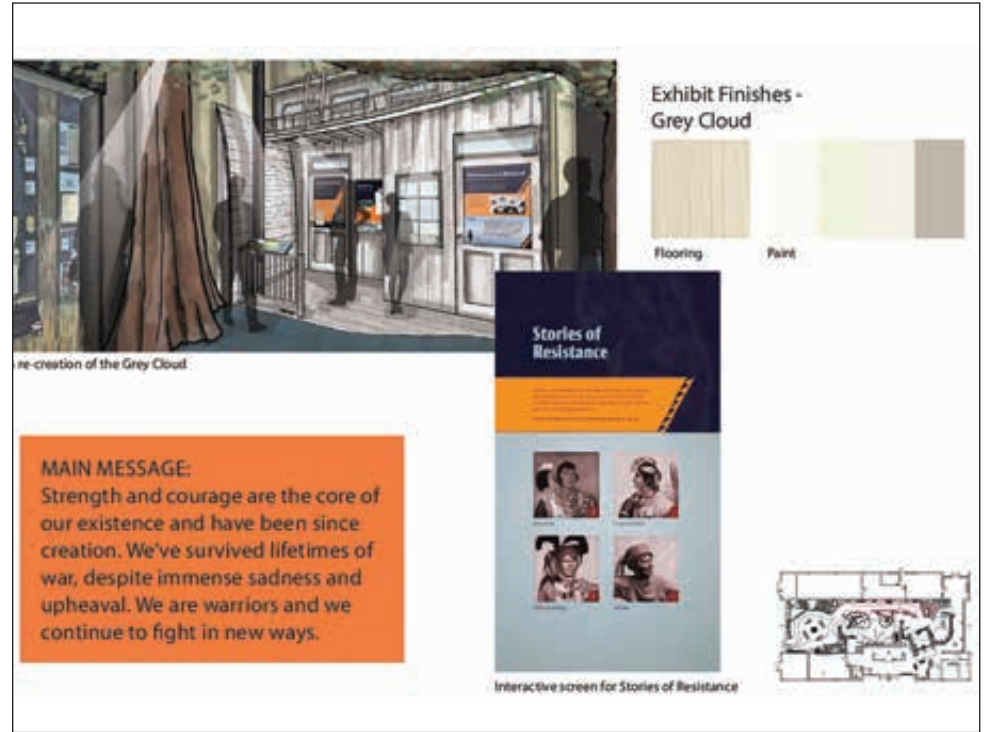 Exhibit Finishes -
Grey Cloud
Flooring
Paint
re-creation of the Grey Cloud
Stories of
Resistance
MAIN MESSAGE:
Strength and courage are the core of
our existence and have been since
creation. We've survived lifetimes of
war, despite immense sadness and
upheaval. We are warriors and we
continue to fight in new ways.
Interactive screen for Stories of Resistance